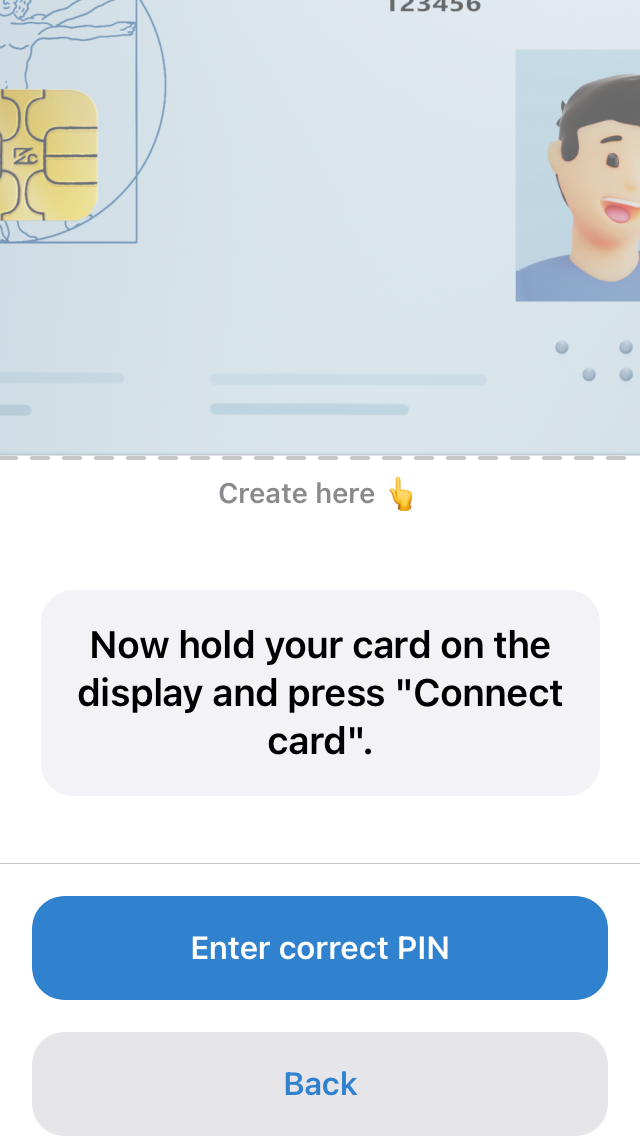 123456
Create here 👆
Now hold your card on the
display and press "Connect
card".
Enter correct PIN
Back